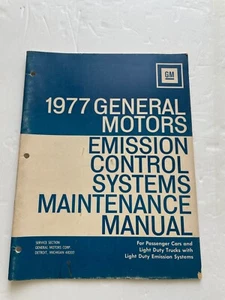 GM
1977 GENERAL
MOTORS
EMISSION
CONTROL
SYSTEMS
MAINTENANCE
MANUAL
SERVICE SECTION
GENERAL MOTORS CORP.
DETROIT, MICHIGAN 48202
For Passenger Cars and
Light Duty Trucks with
Light Duty Emission Systems